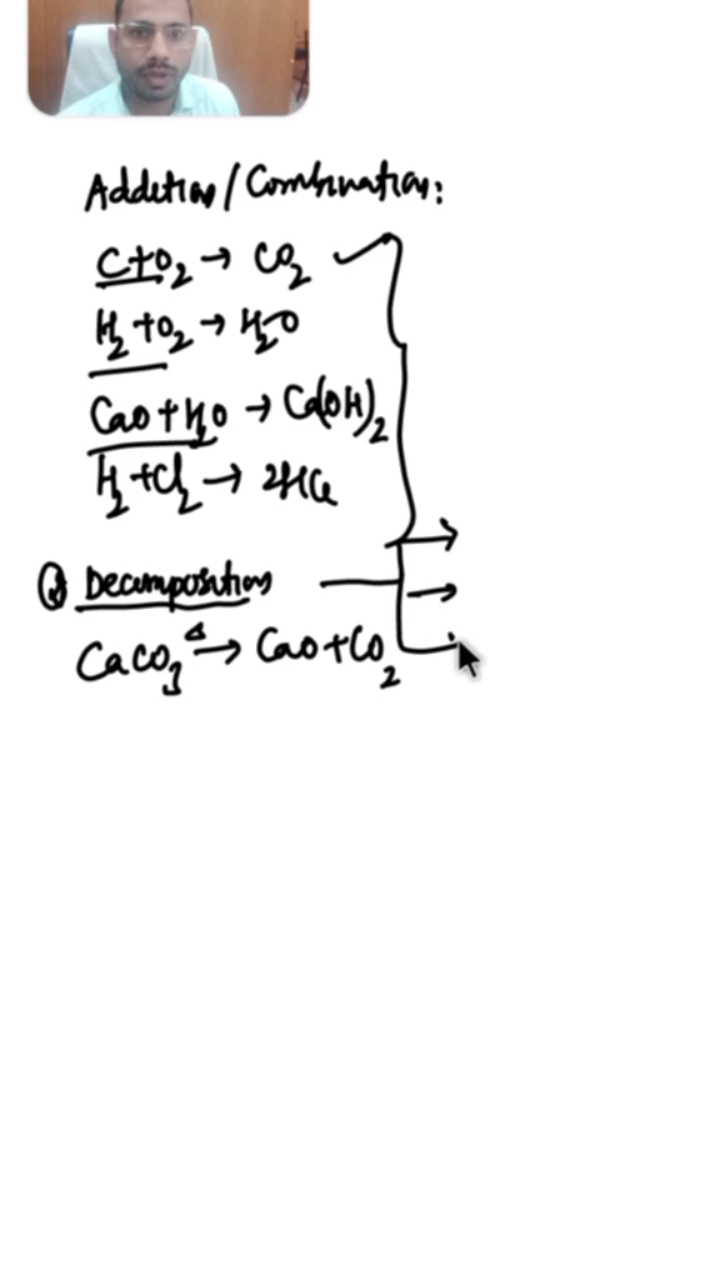 Addition/Combination:
C+O₂ → CO₂
H₂+O₂ → H₂O
CaO+H₂O → Ca(OH)₂
H₂+Cl₂ → 2HCl
② Decomposition
CaCO₃ Δ→ CaO+CO₂